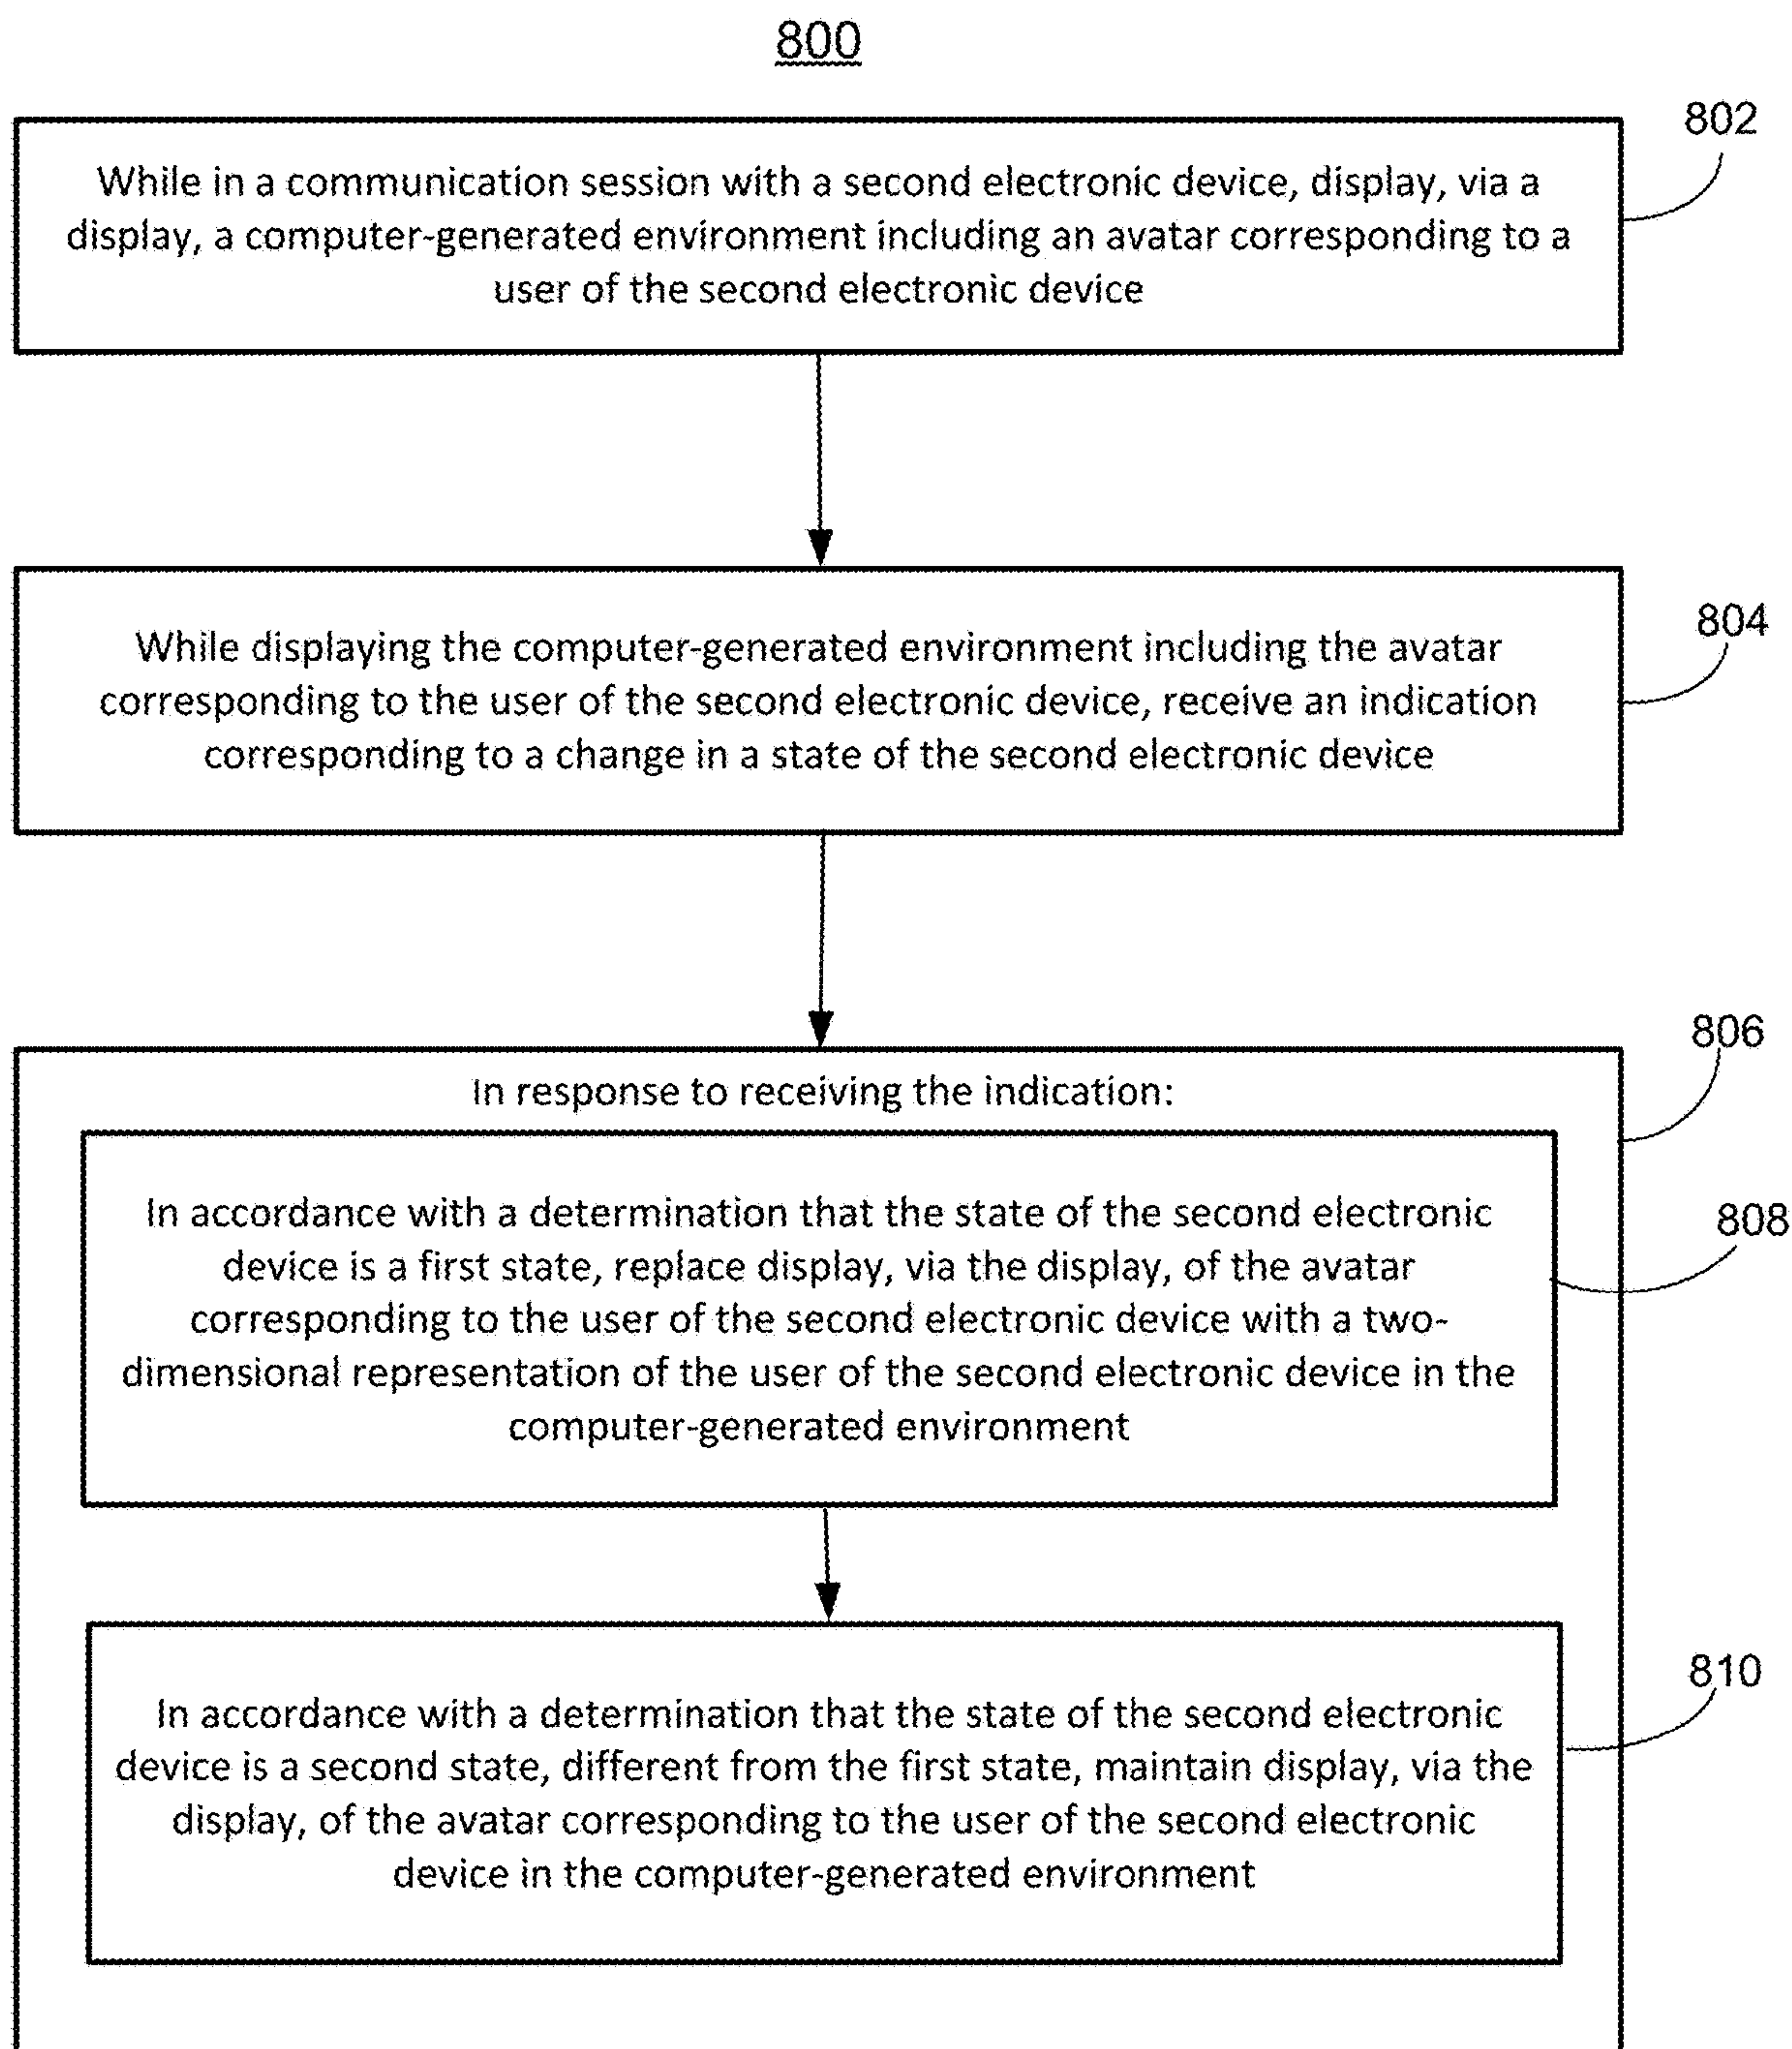 800
802
While in a communication session with a second electronic device, display, via a
display, a computer-generated environment including an avatar corresponding to a
user of the second electronic device
804
While displaying the computer-generated environment including the avatar
corresponding to the user of the second electronic device, receive an indication
corresponding to a change in a state of the second electronic device
806
In response to receiving the indication:
808
In accordance with a determination that the state of the second electronic
device is a first state, replace display, via the display, of the avatar
corresponding to the user of the second electronic device with a two-
dimensional representation of the user of the second electronic device in the
computer-generated environment
810
In accordance with a determination that the state of the second electronic
device is a second state, different from the first state, maintain display, via the
display, of the avatar corresponding to the user of the second electronic
device in the computer-generated environment